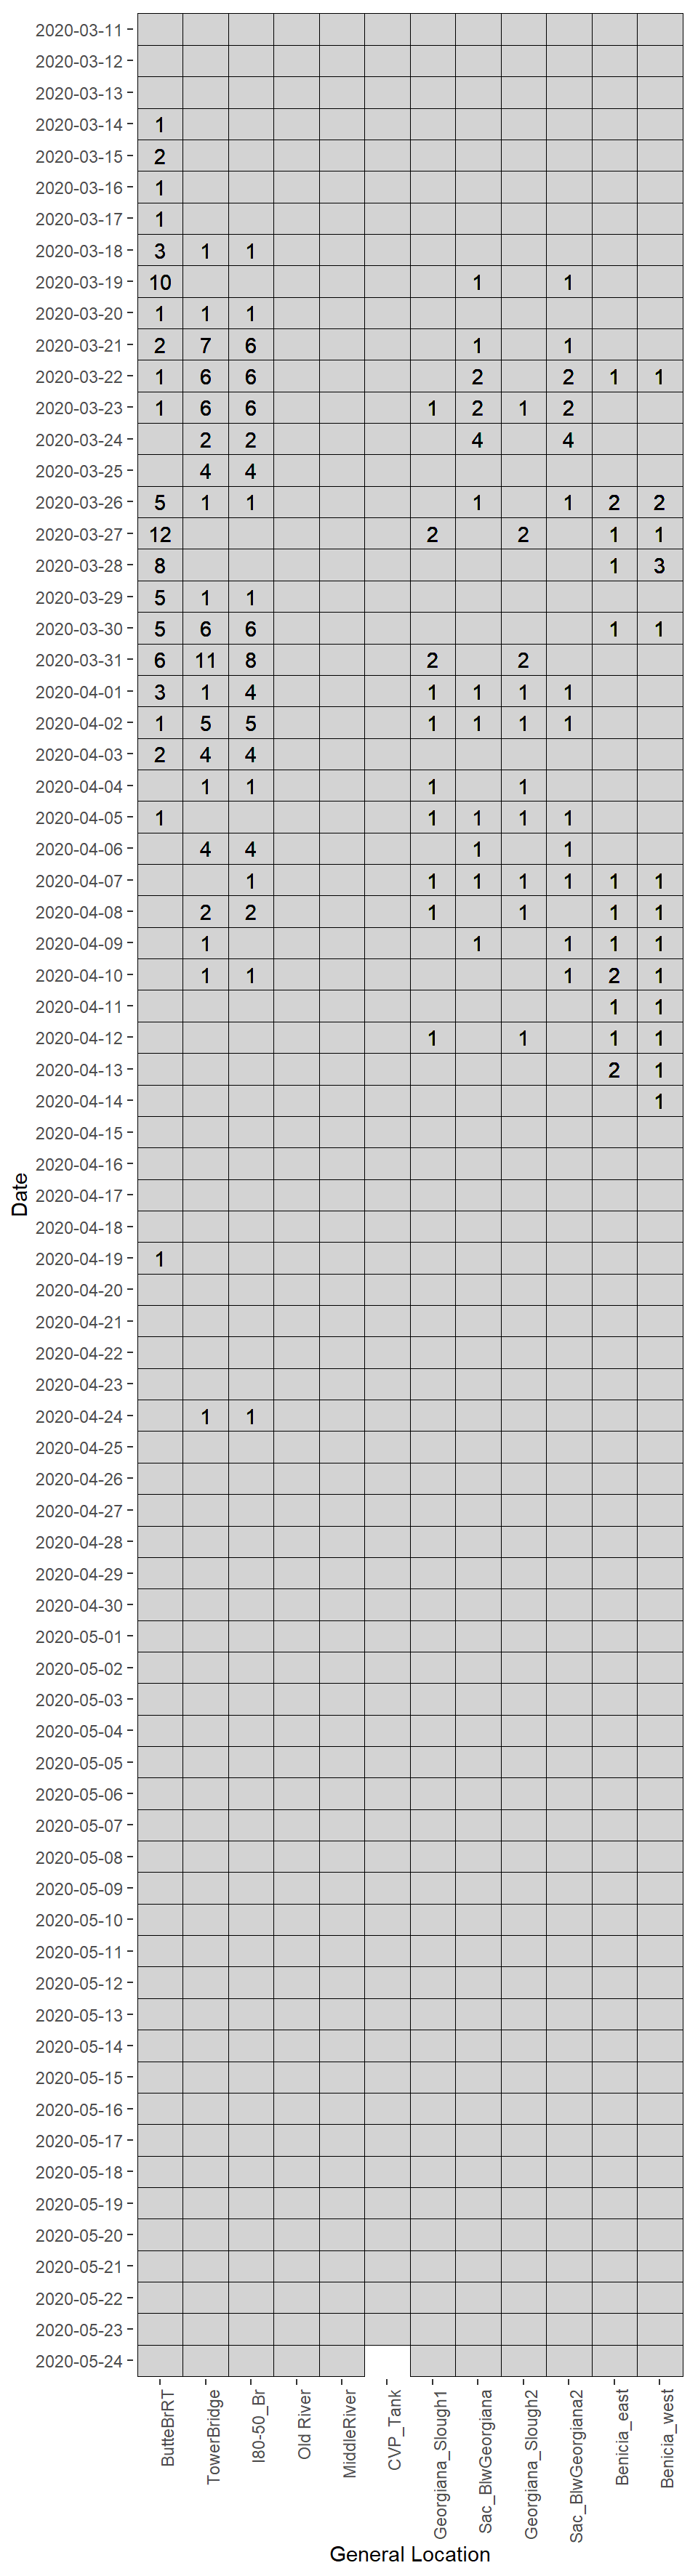 2020-03-11
2020-03-12
2020-03-13
2020-03-14 1
2020-03-15 2
2020-03-16 1
2020-03-17 1
2020-03-18 3 1 1
2020-03-19 10 1 1
2020-03-20 1 1 1
2020-03-21 2 7 6 1 1
2020-03-22 1 6 6 2 2 1 1
2020-03-23 1 6 6 1 2 1 2
2020-03-24 2 2 4 4
2020-03-25 4 4
2020-03-26 5 1 1 1 1 2 2
2020-03-27 12 2 2 1 1
2020-03-28 8 1 3
2020-03-29 5 1 1
2020-03-30 5 6 6 1 1
2020-03-31 6 11 8 2 2
2020-04-01 3 1 4 1 1 1 1
2020-04-02 1 5 5 1 1 1 1
2020-04-03 2 4 4
2020-04-04 1 1 1 1
2020-04-05 1 1 1 1 1
2020-04-06 4 4 1 1
2020-04-07 1 1 1 1 1 1 1
2020-04-08 2 2 1 1 1 1
2020-04-09 1 1 1 1 1
2020-04-10 1 1 1 2 1
2020-04-11 1 1
2020-04-12 1 1 1 1
2020-04-13 2 1
2020-04-14 1
2020-04-15
2020-04-16
2020-04-17
2020-04-18
2020-04-19 1
2020-04-20
2020-04-21
2020-04-22
2020-04-23
2020-04-24 1 1
2020-04-25
2020-04-26
2020-04-27
2020-04-28
2020-04-29
2020-04-30
2020-05-01
2020-05-02
2020-05-03
2020-05-04
2020-05-05
2020-05-06
2020-05-07
2020-05-08
2020-05-09
2020-05-10
2020-05-11
2020-05-12
2020-05-13
2020-05-14
2020-05-15
2020-05-16
2020-05-17
2020-05-18
2020-05-19
2020-05-20
2020-05-21
2020-05-22
2020-05-23
2020-05-24
Date
ButteBrRT
TowerBridge
I80-50_Br
Old River
MiddleRiver
CVP_Tank
Georgiana_Slough1
Sac_BlwGeorgiana
Georgiana_Slough2
Sac_BlwGeorgiana2
Benicia_east
Benicia_west
General Location